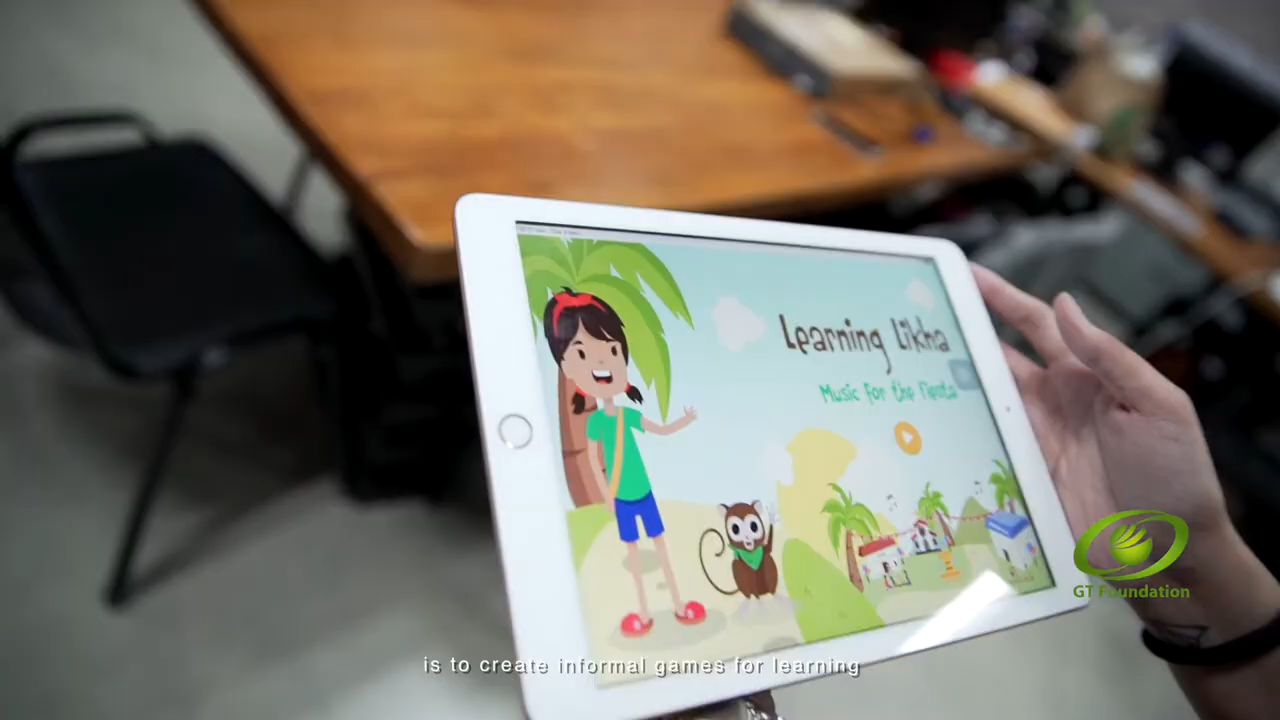 Learning Likha
Music for the Fiesta
GT Foundation
is to create informal games for learning